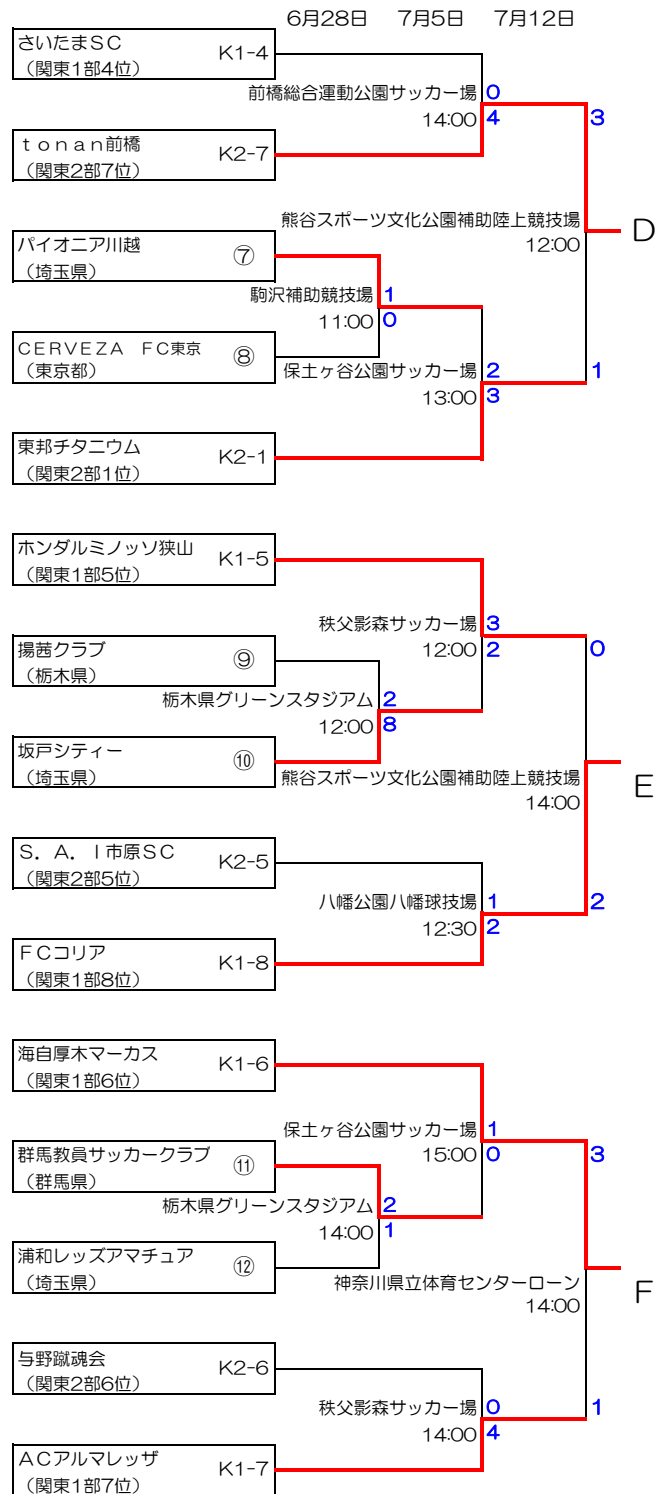 6月28日 7月5日 7月12日
さいたまSC
（関東1部4位） K1-4
前橋総合運動公園サッカー場 0
14:00 4 3
ｔｏｎａｎ前橋
（関東2部7位） K2-7
熊谷スポーツ文化公園補助陸上競技場
12:00 D
パイオニア川越
（埼玉県） ⑦
駒沢補助競技場 1
11:00 0
CERVEZA　FC東京
（東京都） ⑧
保土ヶ谷公園サッカー場 2 1
13:00 3
東邦チタニウム
（関東2部1位） K2-1
ホンダルミノッソ狭山
（関東1部5位） K1-5
秩父影森サッカー場 3
12:00 2 0
揚茜クラブ
（栃木県） ⑨
栃木県グリーンスタジアム 2
12:00 8
坂戸シティー
（埼玉県） ⑩
熊谷スポーツ文化公園補助陸上競技場
14:00 E
Ｓ．Ａ．Ｉ市原SC
（関東2部5位） K2-5
八幡公園八幡球技場 1 2
12:30 2
ＦＣコリア
（関東1部8位） K1-8
海自厚木マーカス
（関東1部6位） K1-6
保土ヶ谷公園サッカー場 1
15:00 0 3
群馬教員サッカークラブ
（群馬県） ⑪
栃木県グリーンスタジアム 2
14:00 1
浦和レッズアマチュア
（埼玉県） ⑫
神奈川県立体育センターローン
14:00 F
与野蹴魂会
（関東2部6位） K2-6
秩父影森サッカー場 0 1
14:00 4
ＡＣアルマレッザ
（関東1部7位） K1-7